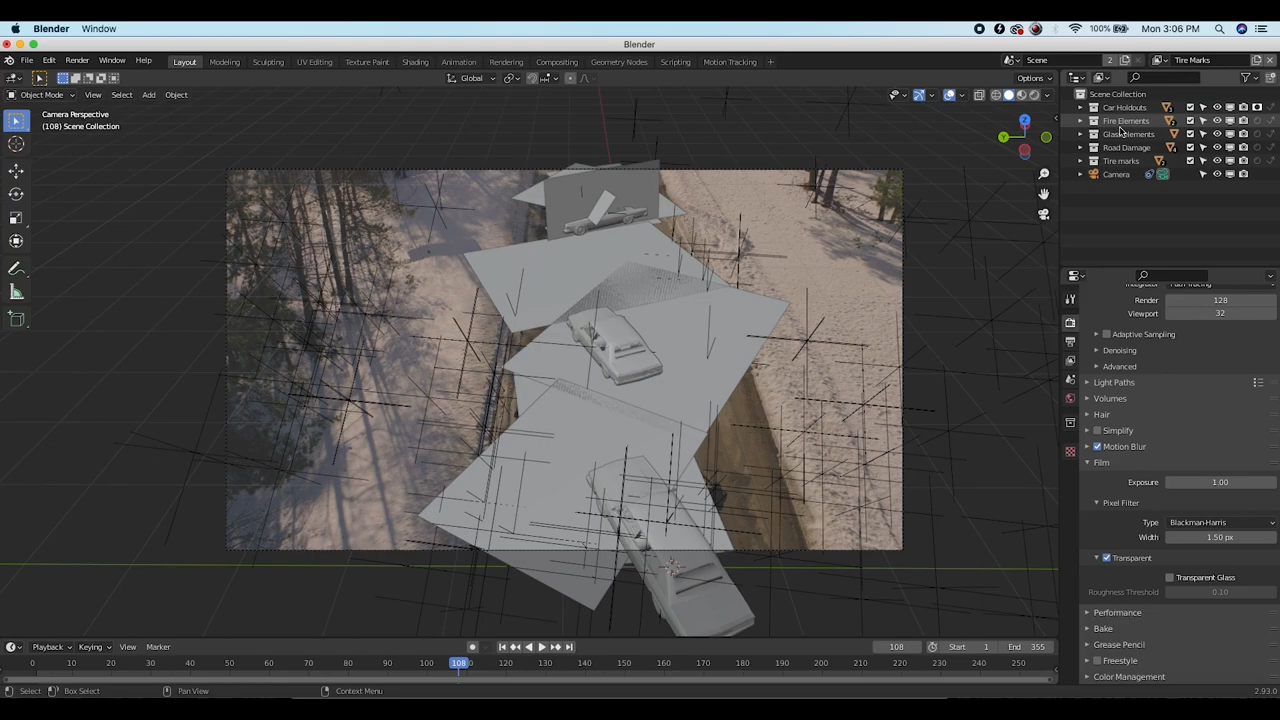 Blender Window 100% Mon 3:06 PM
Blender
File Edit Render Window Help Layout Modeling Sculpting UV Editing Texture Paint Shading Animation Rendering Compositing Geometry Nodes Scripting Motion Tracking + Scene 2 Tire Marks
Global Options
Object Mode View Select Add Object
Camera Perspective
(108) Scene Collection
Z
Y
Scene Collection
Car Holdouts
Fire Elements
Glass Elements
Road Damage
Tire marks
Camera
Render 128
Viewport 32
Adaptive Sampling
Denoising
Advanced
Light Paths
Volumes
Hair
Simplify
Motion Blur
Film
Exposure 1.00
Pixel Filter
Type Blackman-Harris
Width 1.50 px
Transparent
Transparent Glass
Roughness Threshold 0.10
Performance
Bake
Grease Pencil
Freestyle
Color Management
Playback Keying View Marker 108 Start 1 End 355
0 10 20 30 40 50 60 70 80 90 100 108 120 130 140 150 160 170 180 190 200 210 220 230 240 250
Select Box Select Pan View Context Menu 2.93.0